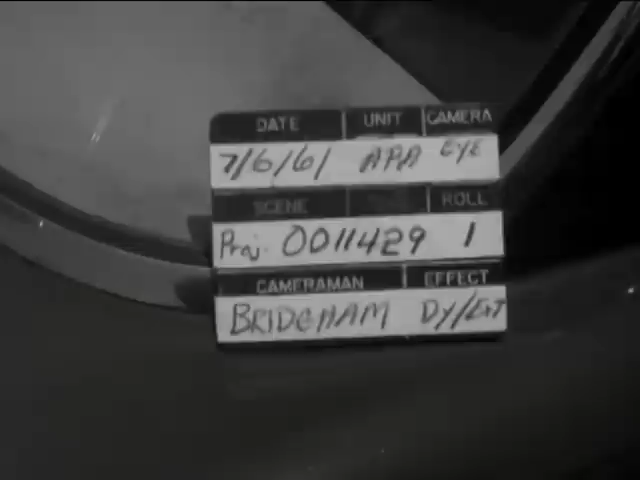 DATE UNIT CAMERA
7/6/61 APA EYE
SCENE ROLL
Proj. 0011429 1
CAMERAMAN EFFECT
BRIDGHAM DY/EXT